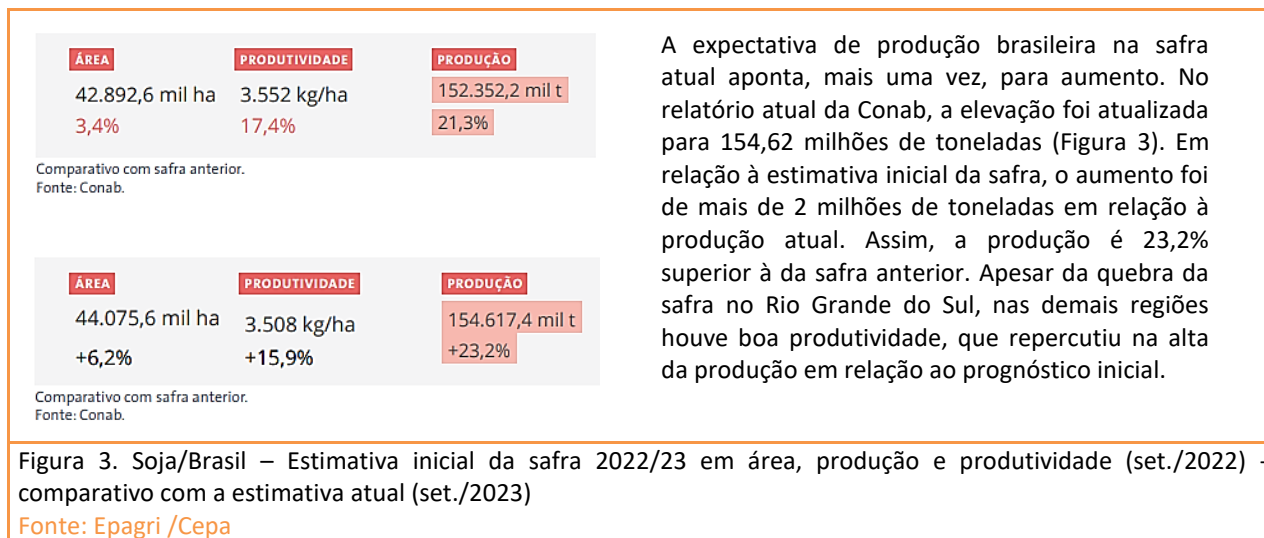 ÁREA PRODUTIVIDADE PRODUÇÃO
42.892,6 mil ha 3.552 kg/ha 152.352,2 mil t
3,4% 17,4% 21,3%
Comparativo com safra anterior.
Fonte: Conab.
ÁREA PRODUTIVIDADE PRODUÇÃO
44.075,6 mil ha 3.508 kg/ha 154.617,4 mil t
+6,2% +15,9% +23,2%
Comparativo com safra anterior.
Fonte: Conab.
A expectativa de produção brasileira na safra
atual aponta, mais uma vez, para aumento. No
relatório atual da Conab, a elevação foi atualizada
para 154,62 milhões de toneladas (Figura 3). Em
relação à estimativa inicial da safra, o aumento foi
de mais de 2 milhões de toneladas em relação à
produção atual. Assim, a produção é 23,2%
superior à da safra anterior. Apesar da quebra da
safra no Rio Grande do Sul, nas demais regiões
houve boa produtividade, que repercutiu na alta
da produção em relação ao prognóstico inicial.
Figura 3. Soja/Brasil – Estimativa inicial da safra 2022/23 em área, produção e produtividade (set./2022) -
comparativo com a estimativa atual (set./2023)
Fonte: Epagri /Cepa